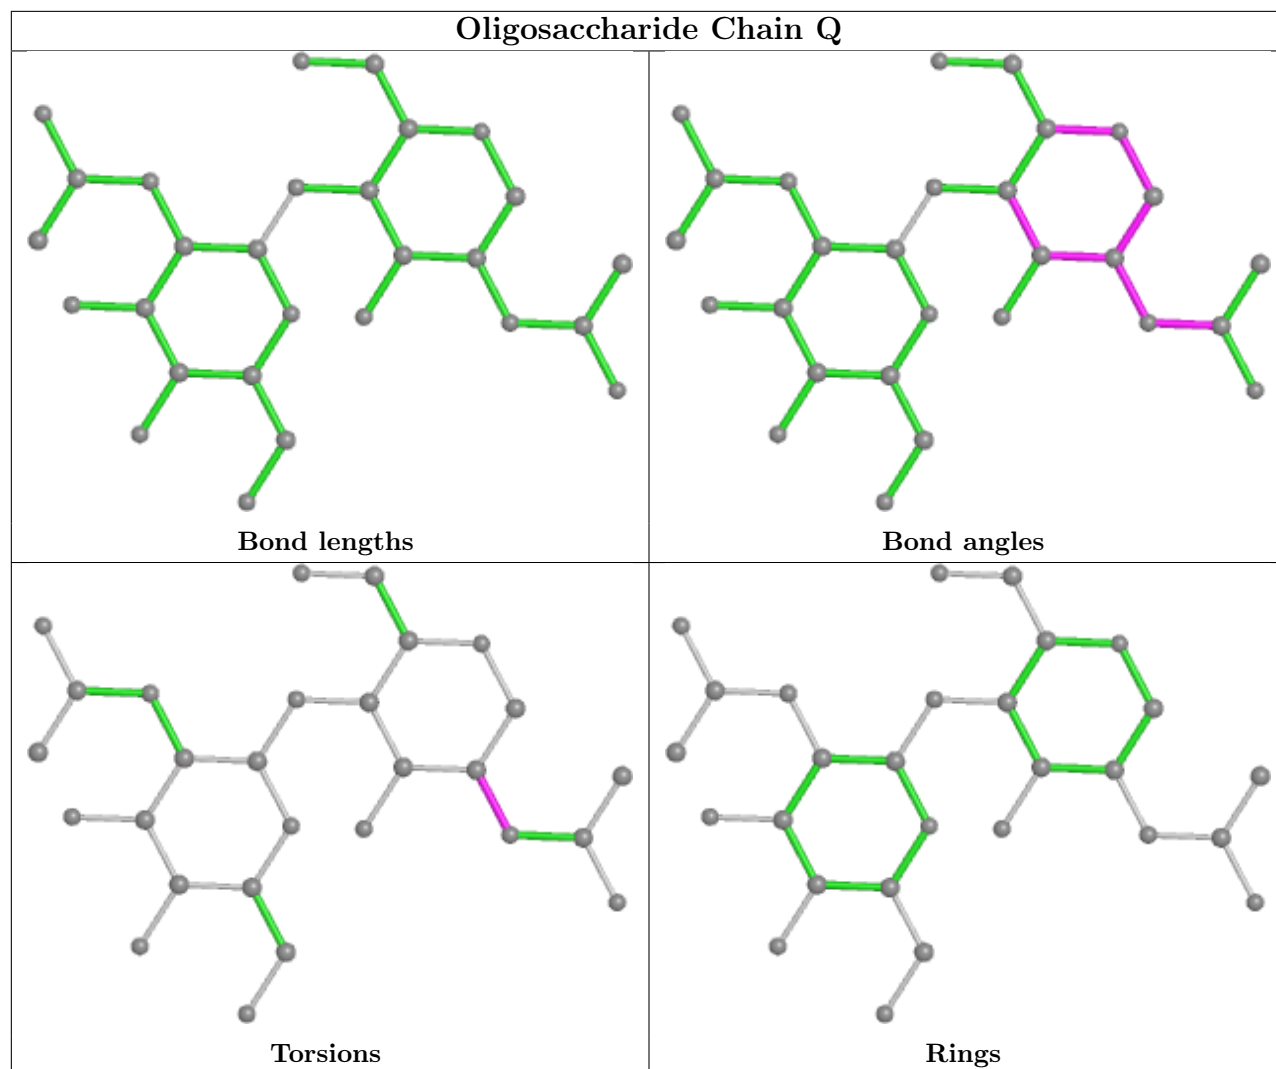 Oligosaccharide Chain Q
Bond lengths
Bond angles
Torsions
Rings